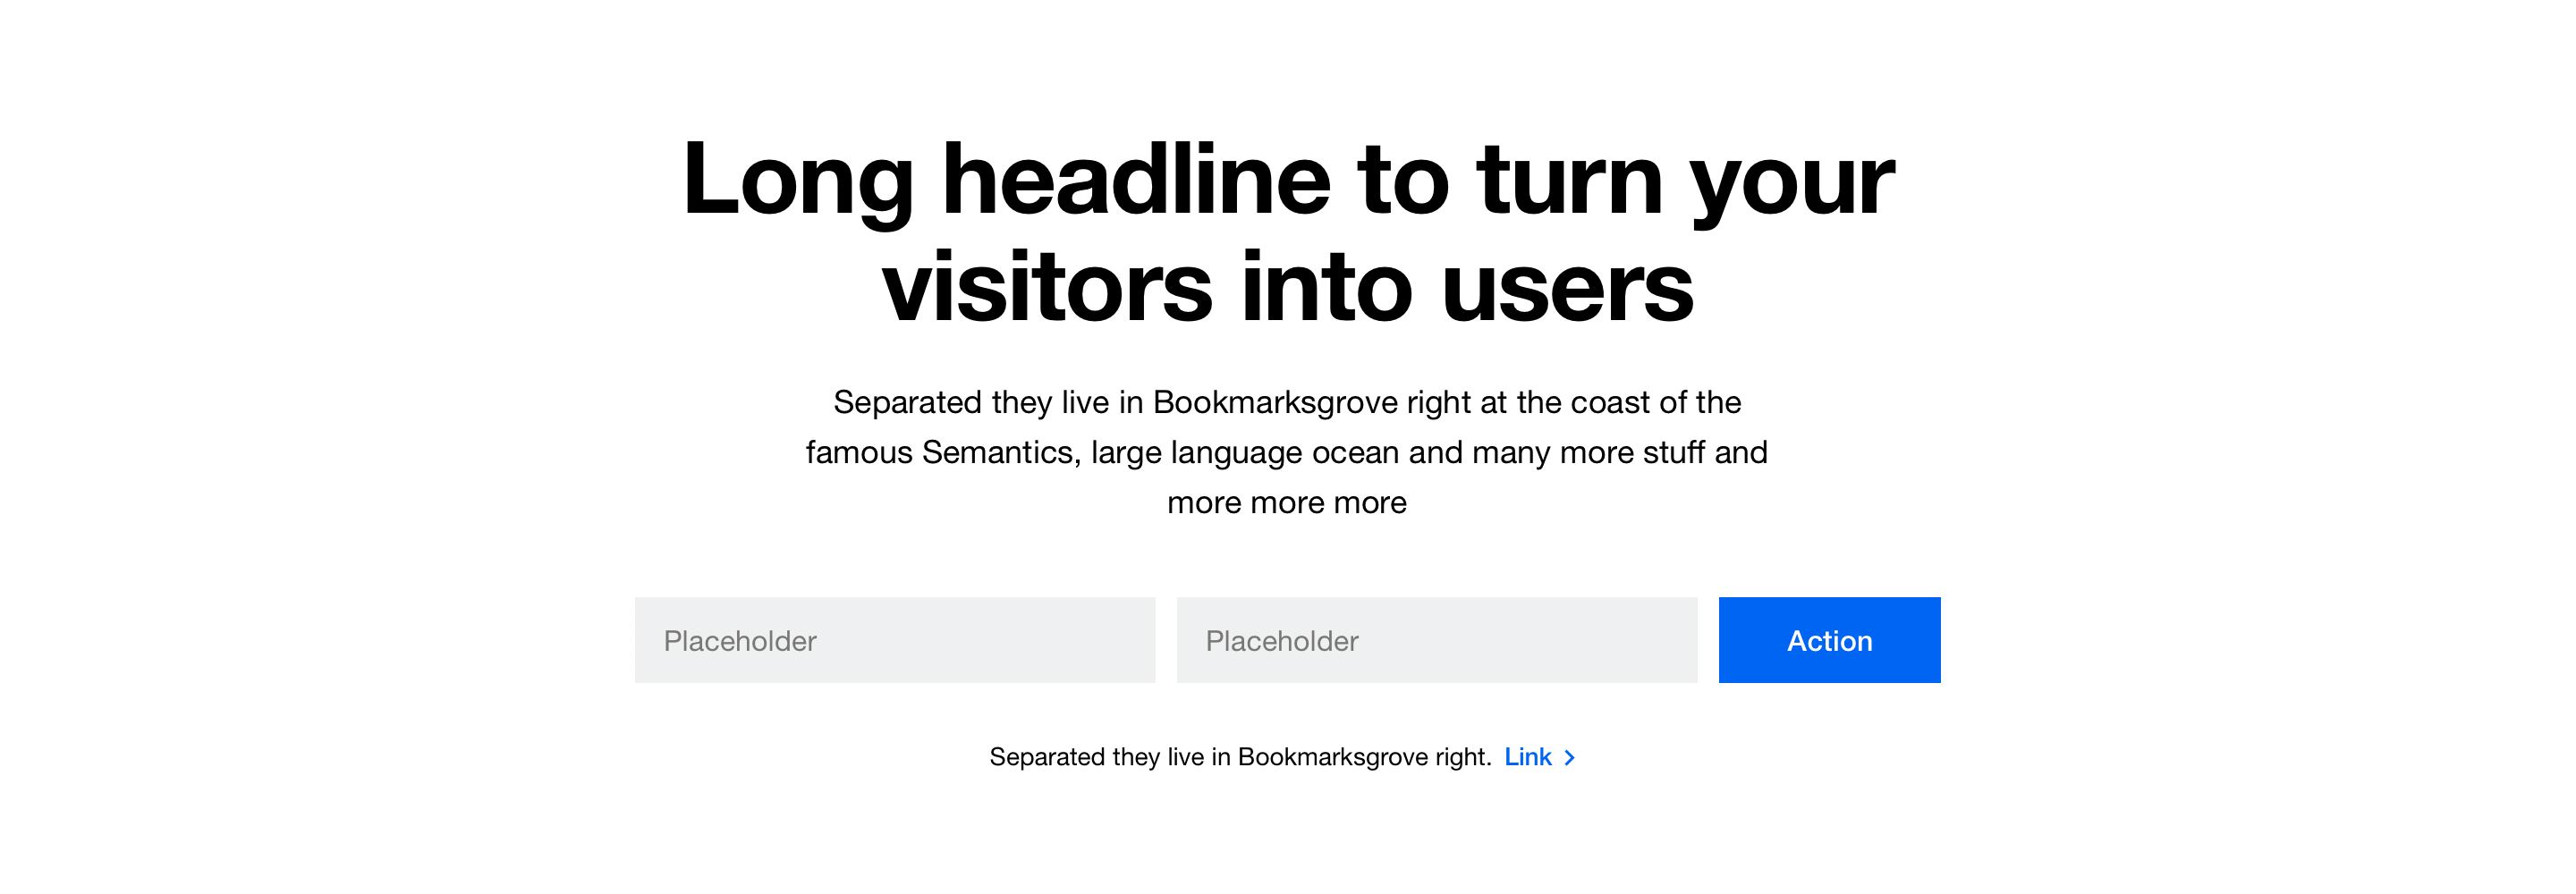 Long headline to turn your
visitors into users
Separated they live in Bookmarksgrove right at the coast of the
famous Semantics, large language ocean and many more stuff and
more more more
Placeholder
Placeholder
Action
Separated they live in Bookmarksgrove right. Link